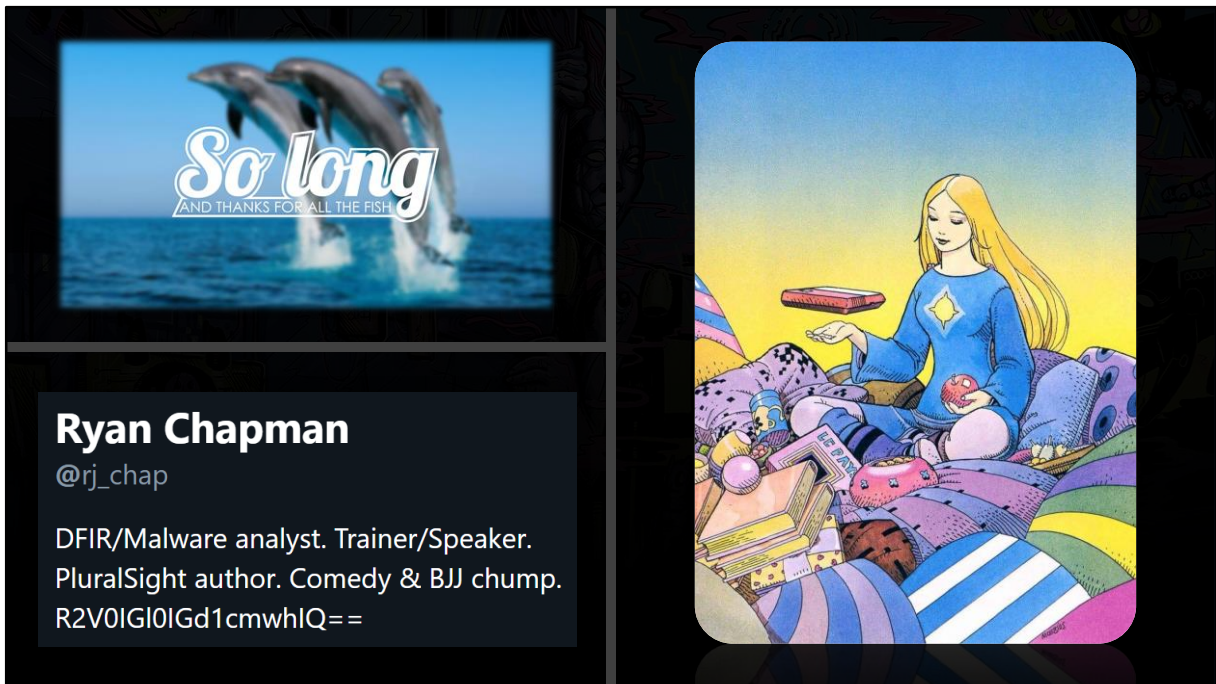 So long
AND THANKS FOR ALL THE FISH
Ryan Chapman
@rj_chap
DFIR/Malware analyst. Trainer/Speaker.
PluralSight author. Comedy & BJJ chump.
R2V0IGl0IGd1cmwhIQ==